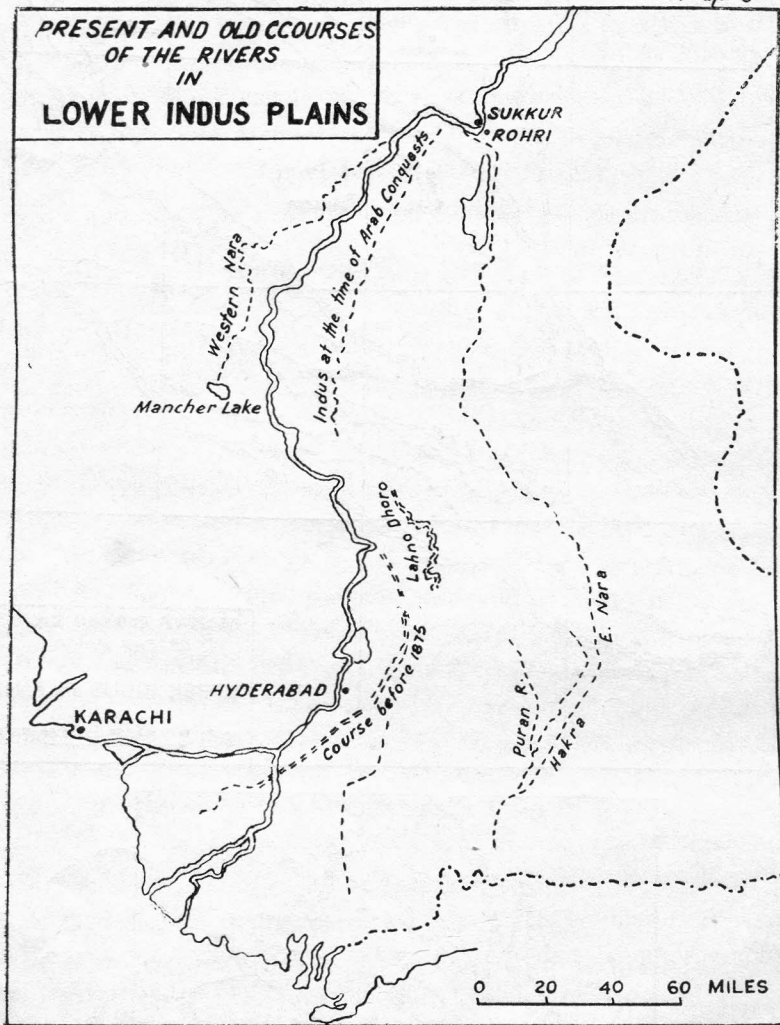 PRESENT AND OLD CCOURSES
OF THE RIVERS
IN
LOWER INDUS PLAINS
SUKKUR
ROHRI
Indus at the time of Arab Conquests
Western Nara
Mancher Lake
Lahno Dhoro
E. Nara
HYDERABAD
Course before 1875
Puran R.
Hakra
KARACHI
0 20 40 60 MILES